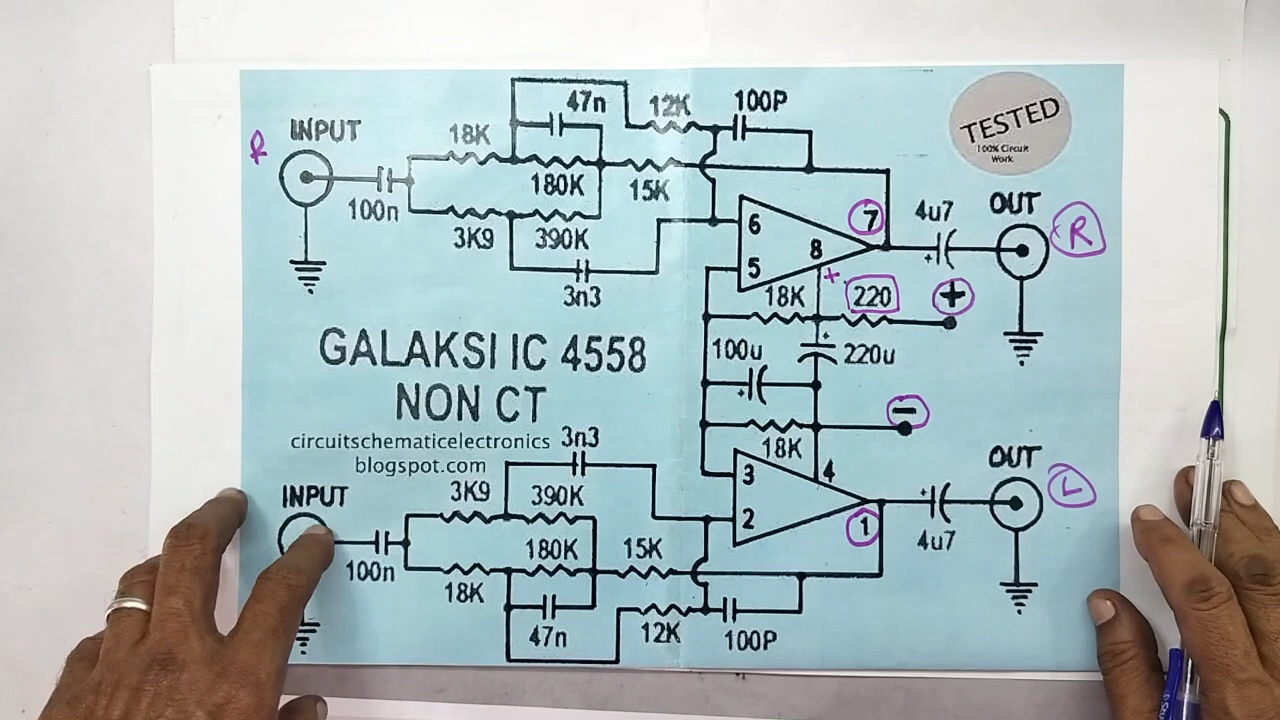 47n
12K
100P
TESTED
100% Circuit
Work
R
INPUT
18K
180K
15K
100n
3K9
390K
3n3
6
7
8
5
4u7
OUT
R
+
18K
220
+
GALAKSI IC 4558
NON CT
circuitschematicelectronics
blogspot.com
100u
+
220u
+
18K
−
INPUT
3n3
3K9
390K
180K
15K
100n
18K
47n
12K
100P
3
4
2
1
4u7
OUT
L